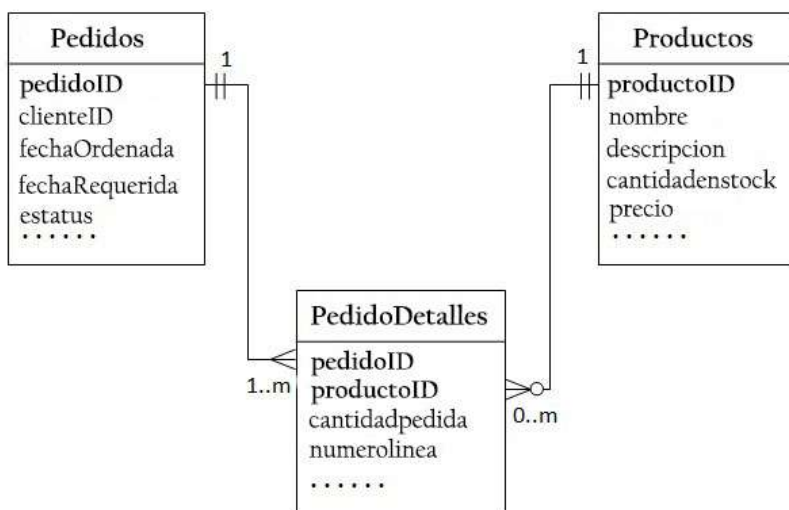 Pedidos
pedidoID
clienteID
fechaOrdenada
fechaRequerida
estatus
......
1
1
Productos
productoID
nombre
descripcion
cantidadenstock
precio
......
PedidoDetalles
pedidoID
productoID
cantidadpedida
numerolinea
......
1..m
0..m